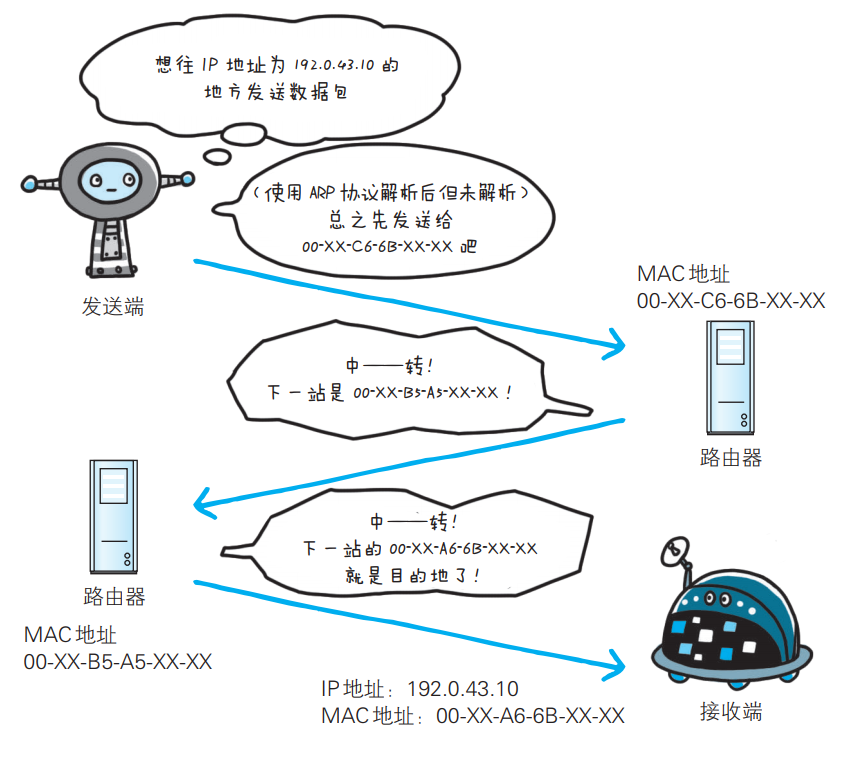 想往 IP 地址为 192.0.43.10 的
地方发送数据包
(使用 ARP 协议解析后但未解析)
总之先发送给
00-XX-C6-6B-XX-XX 吧
发送端
MAC 地址
00-XX-C6-6B-XX-XX
中——转!
下一站是 00-XX-B5-A5-XX-XX !
路由器
中——转!
下一站的 00-XX-A6-6B-XX-XX
就是目的地了!
路由器
MAC 地址
00-XX-B5-A5-XX-XX
IP 地址：192.0.43.10
MAC 地址：00-XX-A6-6B-XX-XX
接收端